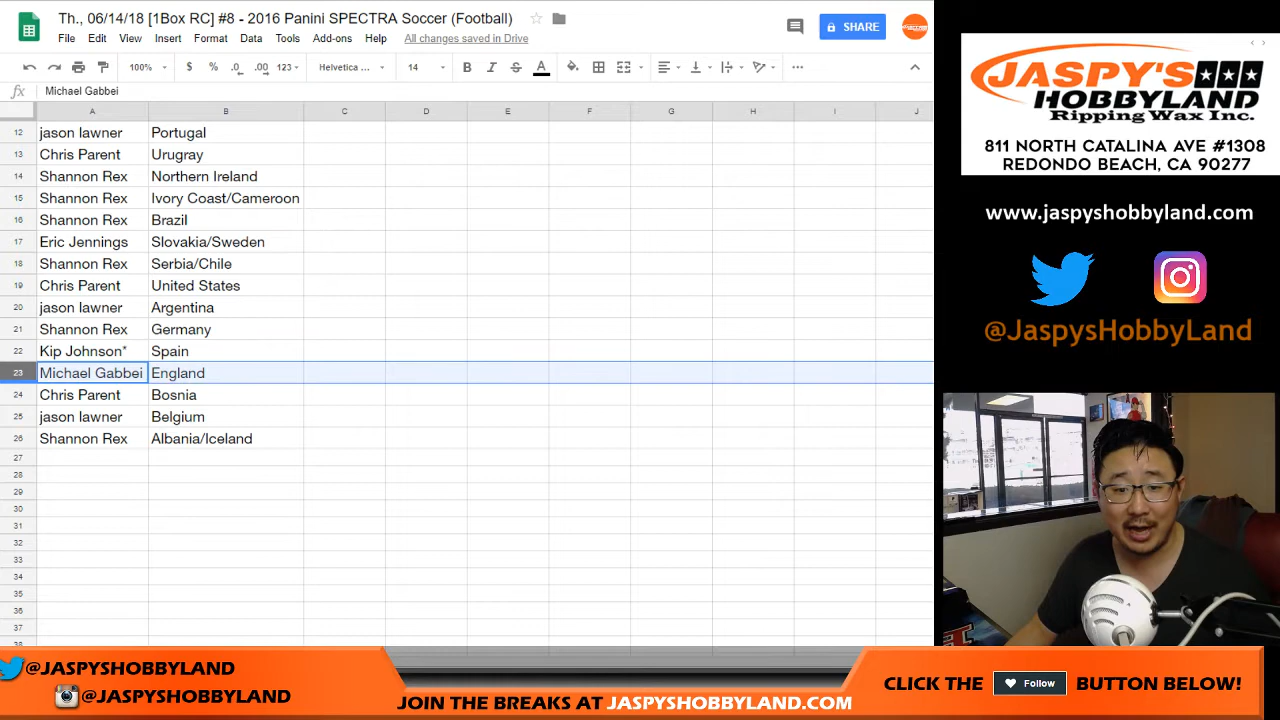 Th., 06/14/18 [1Box RC] #8 - 2016 Panini SPECTRA Soccer (Football)
File Edit View Insert Format Data Tools Add-ons Help All changes saved in Drive
SHARE
100% $ % .0 .00 123 Helvetica ... 14 B I S A
fx Michael Gabbei
A B C D E F G H I J
12 jason lawner Portugal
13 Chris Parent Urugray
14 Shannon Rex Northern Ireland
15 Shannon Rex Ivory Coast/Cameroon
16 Shannon Rex Brazil
17 Eric Jennings Slovakia/Sweden
18 Shannon Rex Serbia/Chile
19 Chris Parent United States
20 jason lawner Argentina
21 Shannon Rex Germany
22 Kip Johnson* Spain
23 Michael Gabbei England
24 Chris Parent Bosnia
25 jason lawner Belgium
26 Shannon Rex Albania/Iceland
27
28
29
30
31
32
33
34
35
36
37
38
JASPY'S
HOBBYLAND
Ripping Wax Inc.
811 NORTH CATALINA AVE #1308
REDONDO BEACH, CA 90277
www.jaspyshobbyland.com
@JaspysHobbyLand
@JASPYSHOBBYLAND
@JASPYSHOBBYLAND
JOIN THE BREAKS AT JASPYSHOBBYLAND.COM
CLICK THE Follow BUTTON BELOW!